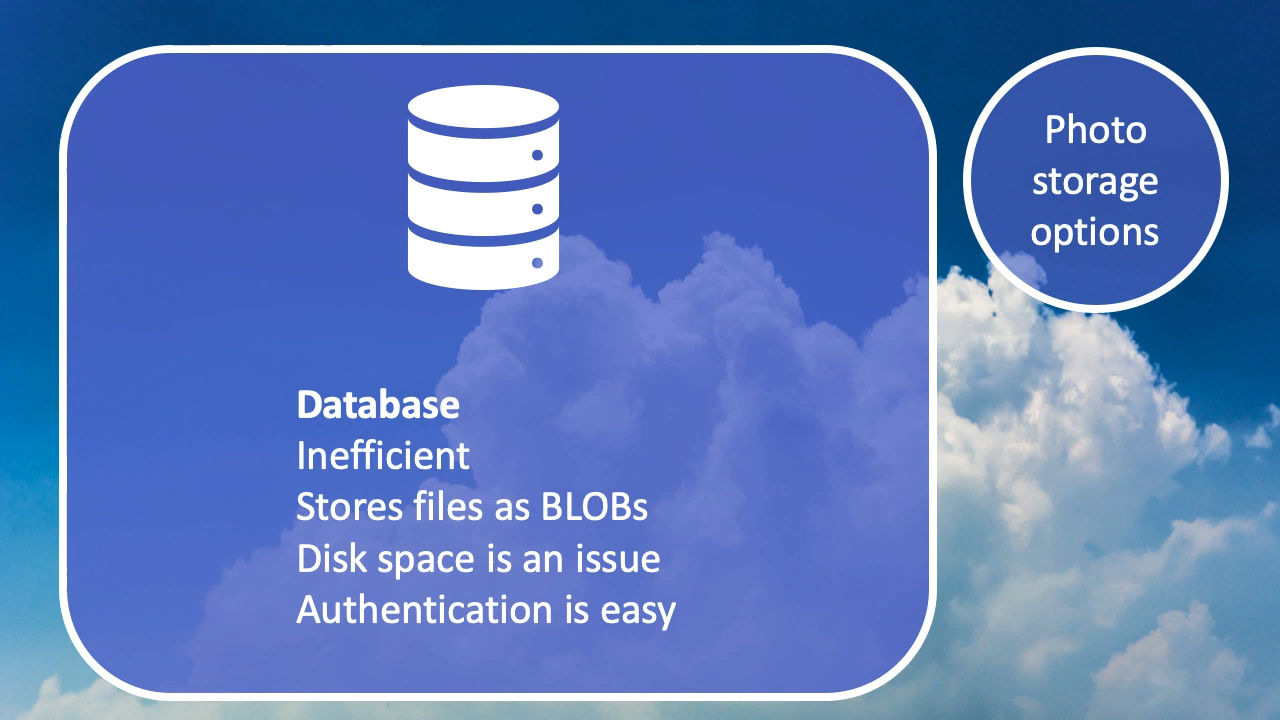 Photo
storage
options
Database
Inefficient
Stores files as BLOBs
Disk space is an issue
Authentication is easy